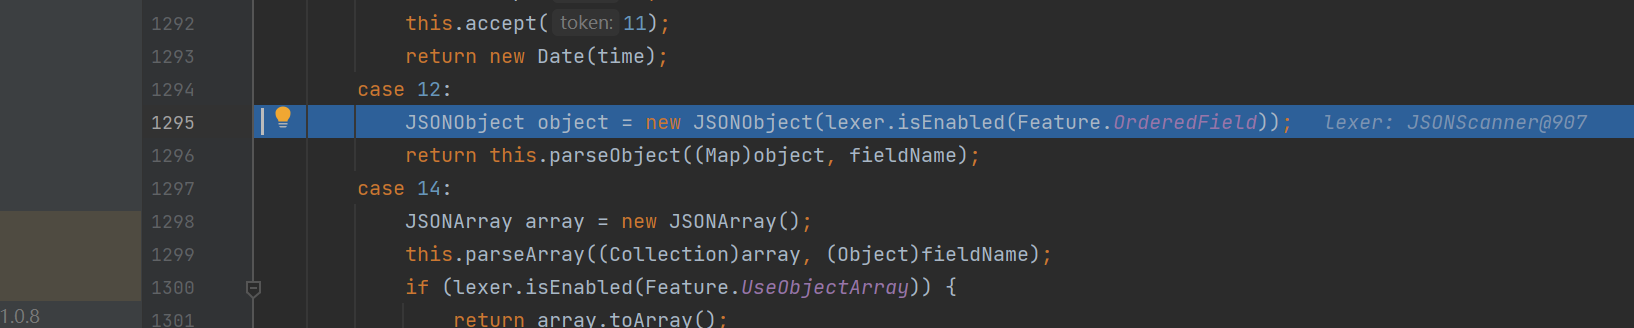 1292 this.accept( token: 11);
1293 return new Date(time);
1294 case 12:
1295 JSONObject object = new JSONObject(lexer.isEnabled(Feature.OrderedField)); lexer: JSONScanner@907
1296 return this.parseObject((Map)object, fieldName);
1297 case 14:
1298 JSONArray array = new JSONArray();
1299 this.parseArray((Collection)array, (Object)fieldName);
1300 if (lexer.isEnabled(Feature.UseObjectArray)) {
1.0.8
1301 return array.toArray();